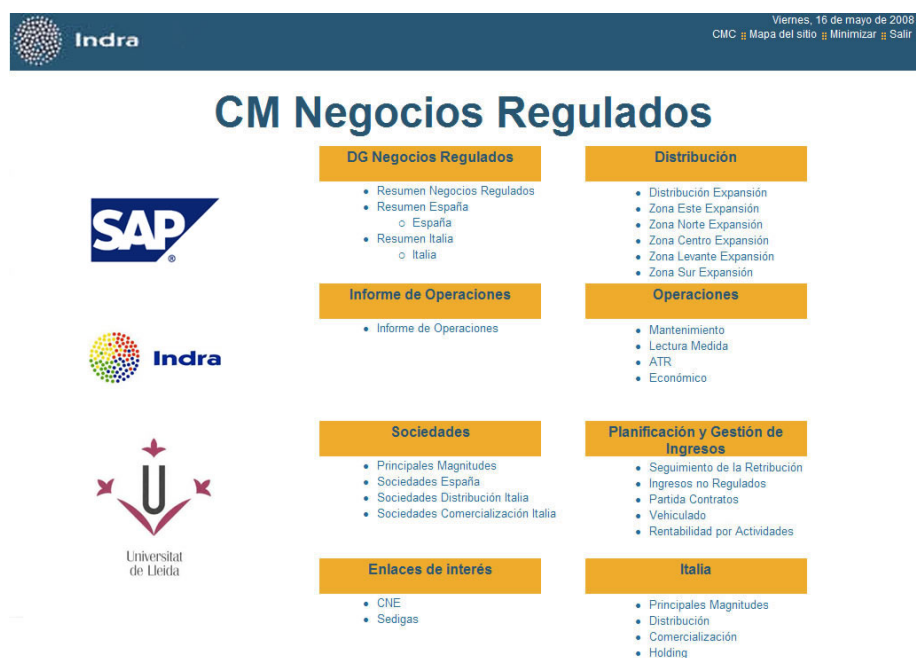 Indra
Viernes, 16 de mayo de 2008
CMC :: Mapa del sitio :: Minimizar :: Salir
CM Negocios Regulados
DG Negocios Regulados
• Resumen Negocios Regulados
• Resumen España
○ España
• Resumen Italia
○ Italia
Distribución
• Distribución Expansión
• Zona Este Expansión
• Zona Norte Expansión
• Zona Centro Expansión
• Zona Levante Expansión
• Zona Sur Expansión
SAP ®
Informe de Operaciones
• Informe de Operaciones
Operaciones
• Mantenimiento
• Lectura Medida
• ATR
• Económico
Indra
Sociedades
• Principales Magnitudes
• Sociedades España
• Sociedades Distribución Italia
• Sociedades Comercialización Italia
Planificación y Gestión de
Ingresos
• Seguimiento de la Retribución
• Ingresos no Regulados
• Partida Contratos
• Vehiculado
• Rentabilidad por Actividades
Universitat
de Lleida
Enlaces de interés
• CNE
• Sedigas
Italia
• Principales Magnitudes
• Distribución
• Comercialización
• Holding